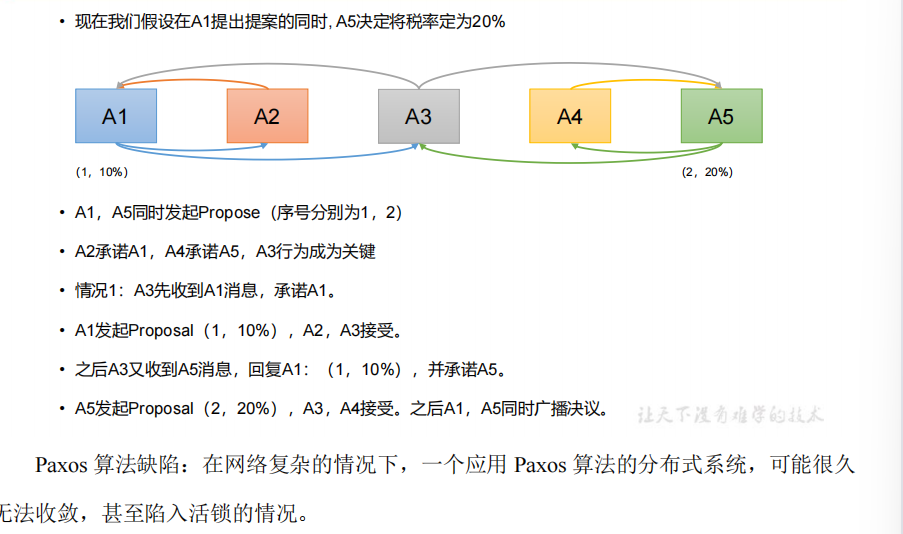 • 现在我们假设在A1提出提案的同时, A5决定将税率定为20%
A1 A2 A3 A4 A5
(1，10%) (2，20%)
• A1，A5同时发起Propose（序号分别为1，2）
• A2承诺A1，A4承诺A5，A3行为成为关键
• 情况1：A3先收到A1消息，承诺A1。
• A1发起Proposal（1，10%），A2，A3接受。
• 之后A3又收到A5消息，回复A1：（1，10%），并承诺A5。
• A5发起Proposal（2，20%），A3，A4接受。之后A1，A5同时广播决议。
让天下没有难学的技术
Paxos 算法缺陷：在网络复杂的情况下，一个应用 Paxos 算法的分布式系统，可能很久
无法收敛，甚至陷入活锁的情况。